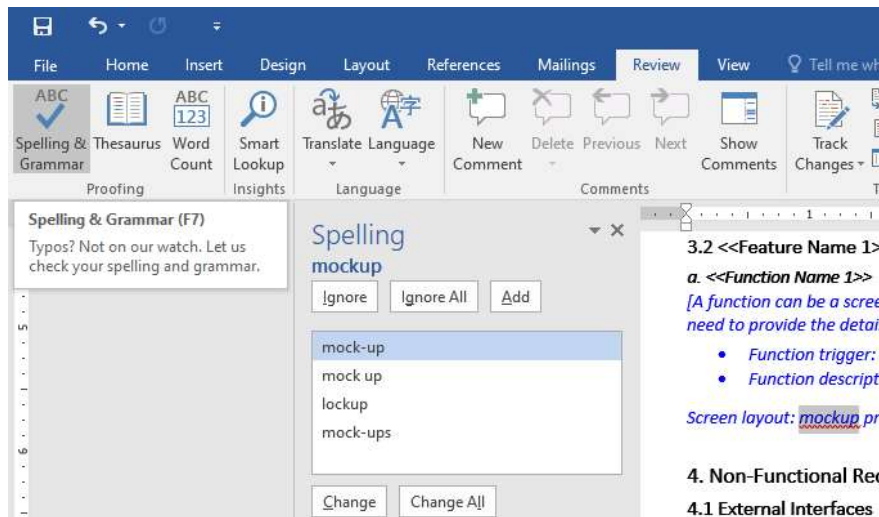 File Home Insert Design Layout References Mailings Review View Tell me wh
ABC
ABC
123
Spelling & Grammar
Thesaurus
Word Count
Smart Lookup
Translate
Language
New Comment
Delete
Previous
Next
Show Comments
Track Changes
Proofing Insights Language Comments
Spelling & Grammar (F7)
Typos? Not on our watch. Let us
check your spelling and grammar.
Spelling
mockup
Ignore Ignore All Add
mock-up
mock up
lockup
mock-ups
Change Change All
1
5
6
3.2 <<Feature Name 1>
a. <<Function Name 1>>
[A function can be a scree
need to provide the detai
• Function trigger:
• Function descript
Screen layout: mockup pr
4. Non-Functional Rec
4.1 External Interfaces